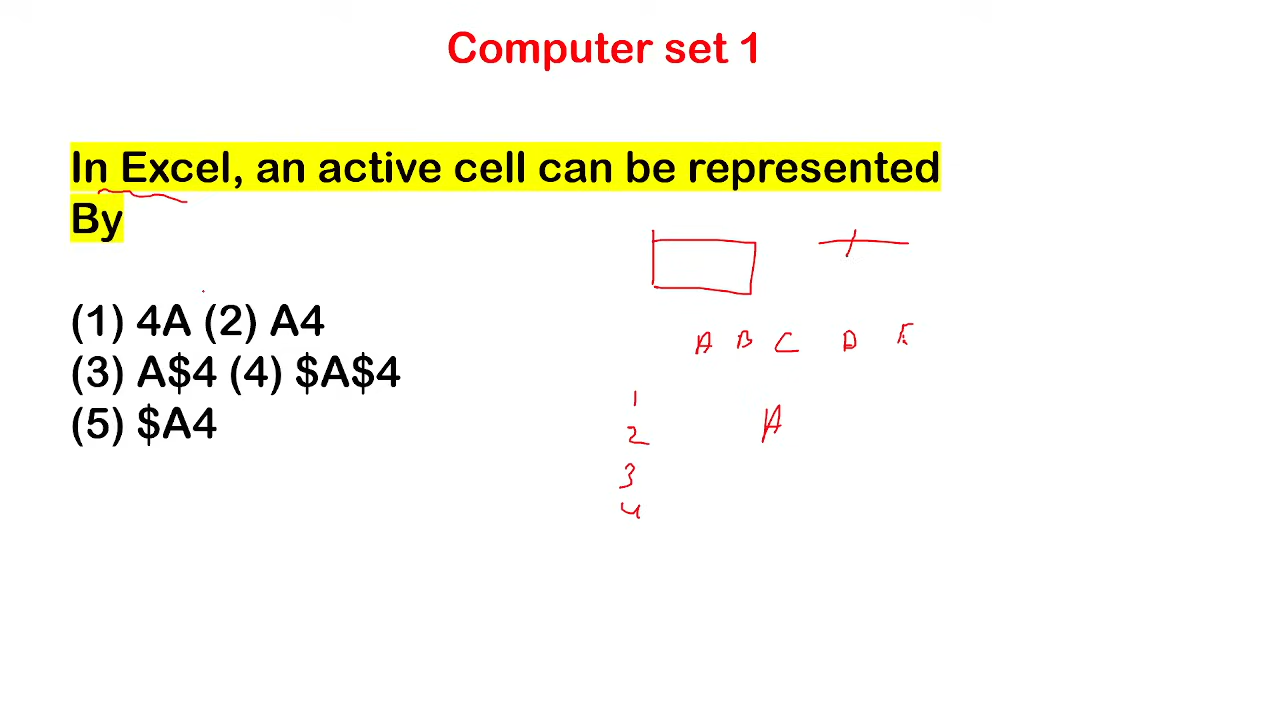 Computer set 1
In Excel, an active cell can be represented
By
(1) 4A (2) A4
(3) A$4 (4) $A$4
(5) $A4
A B C D E
1
2 A
3
4